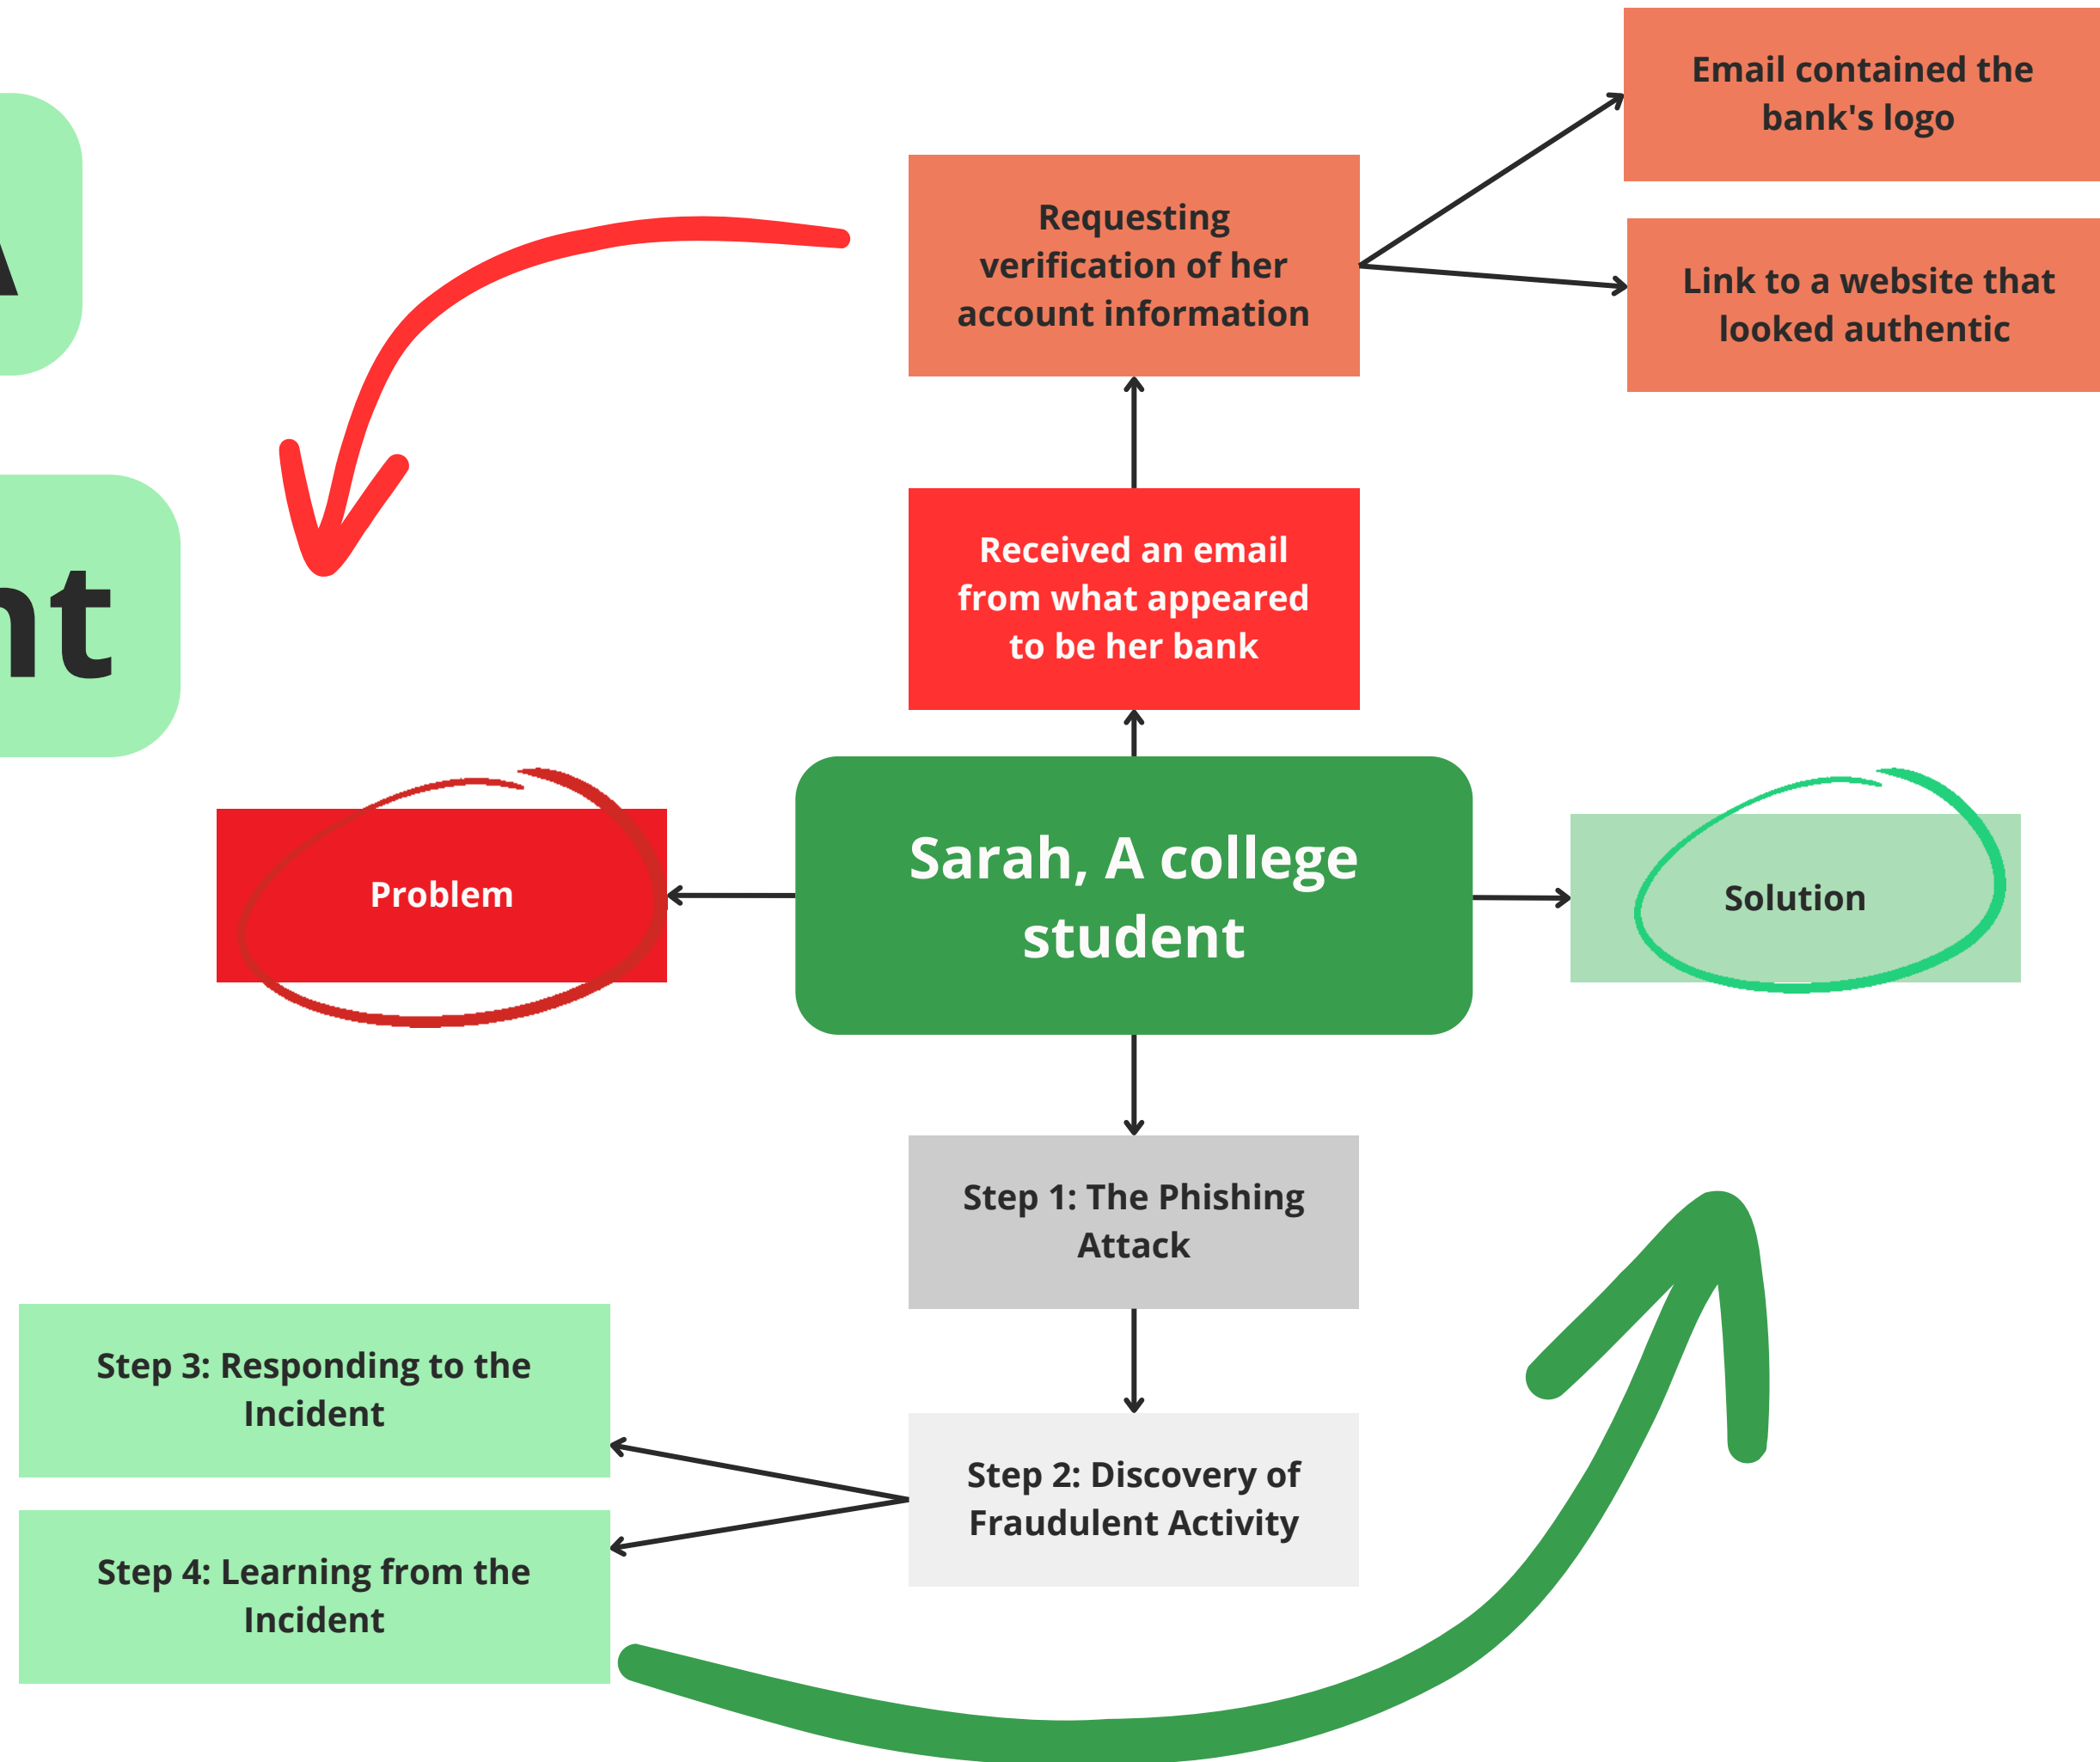 A
nt
Email contained the
bank's logo
Requesting
verification of her
account information
Link to a website that
looked authentic
Received an email
from what appeared
to be her bank
Problem
Sarah, A college
student
Solution
Step 1: The Phishing
Attack
Step 3: Responding to the
Incident
Step 2: Discovery of
Fraudulent Activity
Step 4: Learning from the
Incident